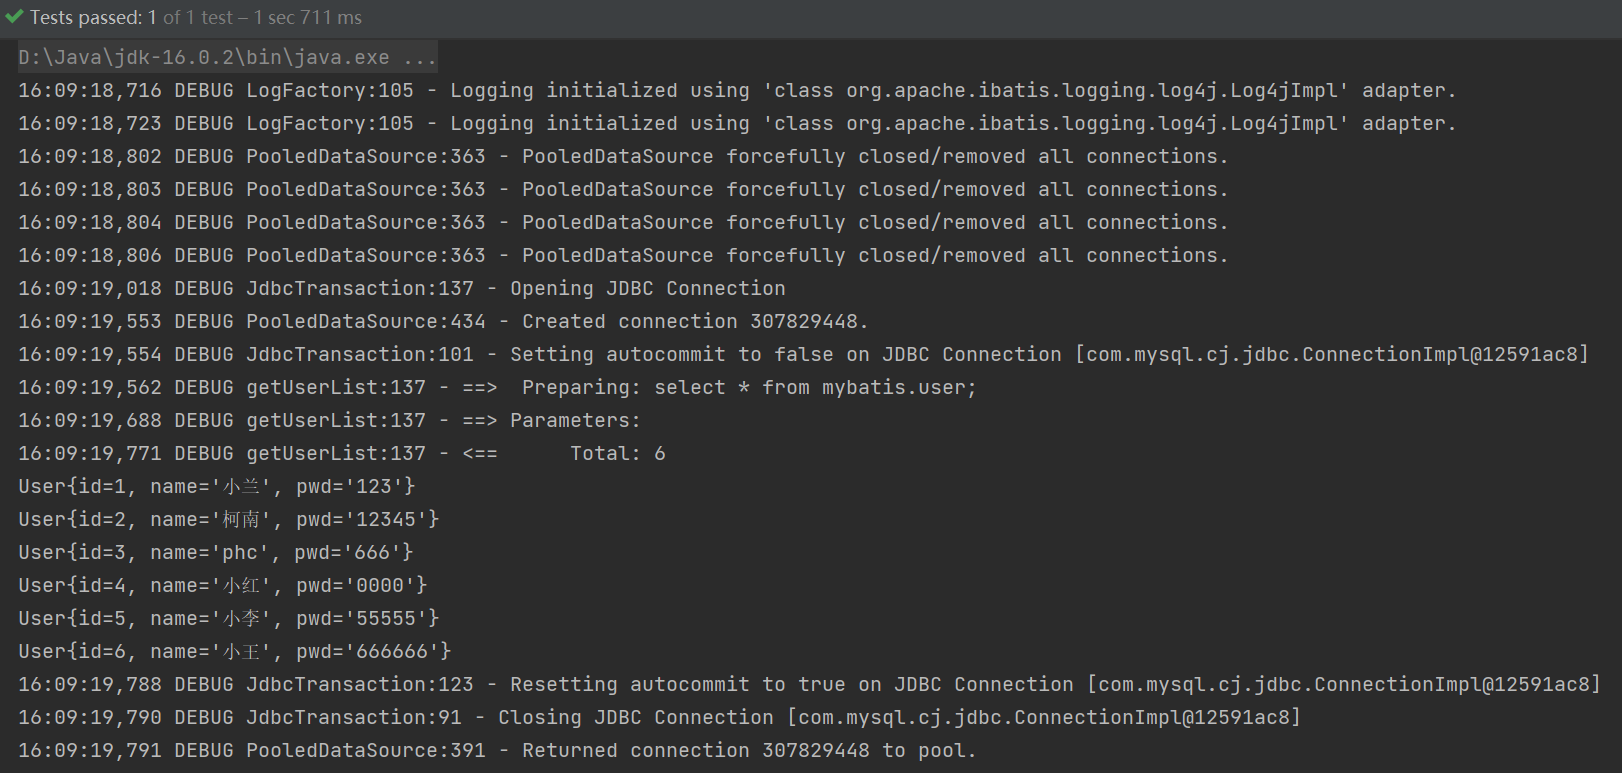 Tests passed: 1 of 1 test – 1 sec 711 ms
D:\Java\jdk-16.0.2\bin\java.exe ...
16:09:18,716 DEBUG LogFactory:105 - Logging initialized using 'class org.apache.ibatis.logging.log4j.Log4jImpl' adapter.
16:09:18,723 DEBUG LogFactory:105 - Logging initialized using 'class org.apache.ibatis.logging.log4j.Log4jImpl' adapter.
16:09:18,802 DEBUG PooledDataSource:363 - PooledDataSource forcefully closed/removed all connections.
16:09:18,803 DEBUG PooledDataSource:363 - PooledDataSource forcefully closed/removed all connections.
16:09:18,804 DEBUG PooledDataSource:363 - PooledDataSource forcefully closed/removed all connections.
16:09:18,806 DEBUG PooledDataSource:363 - PooledDataSource forcefully closed/removed all connections.
16:09:19,018 DEBUG JdbcTransaction:137 - Opening JDBC Connection
16:09:19,553 DEBUG PooledDataSource:434 - Created connection 307829448.
16:09:19,554 DEBUG JdbcTransaction:101 - Setting autocommit to false on JDBC Connection [com.mysql.cj.jdbc.ConnectionImpl@12591ac8]
16:09:19,562 DEBUG getUserList:137 - ==>  Preparing: select * from mybatis.user;
16:09:19,688 DEBUG getUserList:137 - ==> Parameters:
16:09:19,771 DEBUG getUserList:137 - <==      Total: 6
User{id=1, name='小兰', pwd='123'}
User{id=2, name='柯南', pwd='12345'}
User{id=3, name='phc', pwd='666'}
User{id=4, name='小红', pwd='0000'}
User{id=5, name='小李', pwd='55555'}
User{id=6, name='小王', pwd='666666'}
16:09:19,788 DEBUG JdbcTransaction:123 - Resetting autocommit to true on JDBC Connection [com.mysql.cj.jdbc.ConnectionImpl@12591ac8]
16:09:19,790 DEBUG JdbcTransaction:91 - Closing JDBC Connection [com.mysql.cj.jdbc.ConnectionImpl@12591ac8]
16:09:19,791 DEBUG PooledDataSource:391 - Returned connection 307829448 to pool.